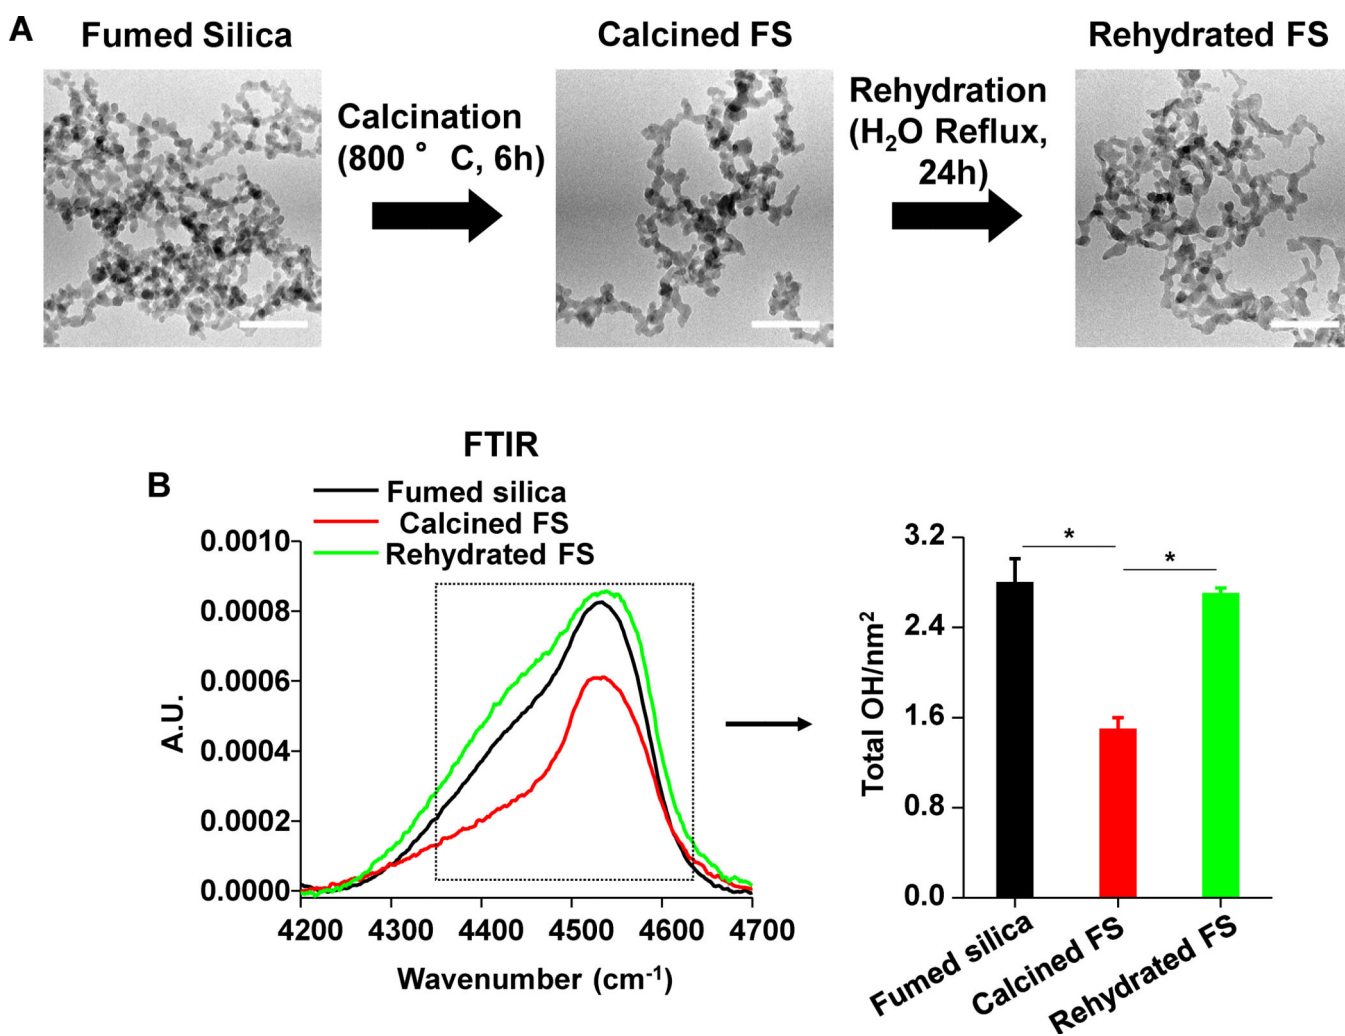 A
Fumed Silica
Calcined FS
Rehydrated FS
Calcination
(800 ° C, 6h)
Rehydration
(H₂O Reflux,
24h)
B
FTIR
Fumed silica
Calcined FS
Rehydrated FS
0.0010
0.0008
0.0006
0.0004
0.0002
0.0000
A.U.
4200 4300 4400 4500 4600 4700
Wavenumber (cm⁻¹)
3.2
2.4
1.6
0.8
0.0
Total OH/nm²
* *
Fumed silica
Calcined FS
Rehydrated FS